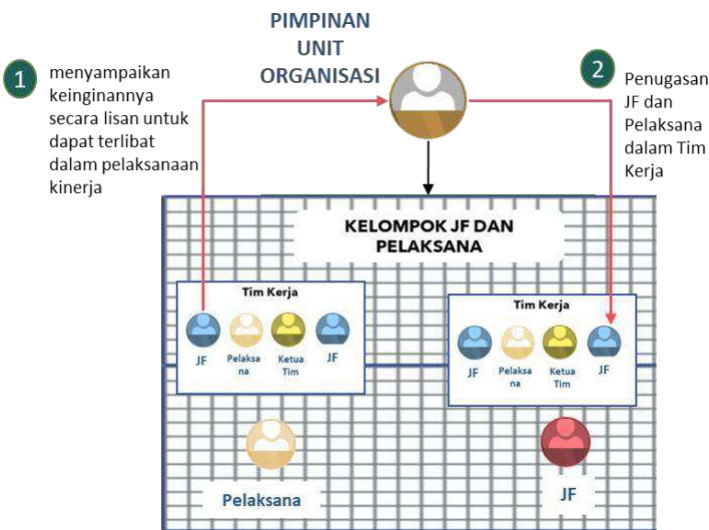 PIMPINAN
UNIT
ORGANISASI
1
menyampaikan
keinginannya
secara lisan untuk
dapat terlibat
dalam pelaksanaan
kinerja
2
Penugasan
JF dan
Pelaksana
dalam Tim
Kerja
KELOMPOK JF DAN
PELAKSANA
Tim Kerja
JF
Pelaksa
na
Ketua
Tim
JF
Tim Kerja
JF
Pelaksa
na
Ketua
Tim
JF
Pelaksana
JF